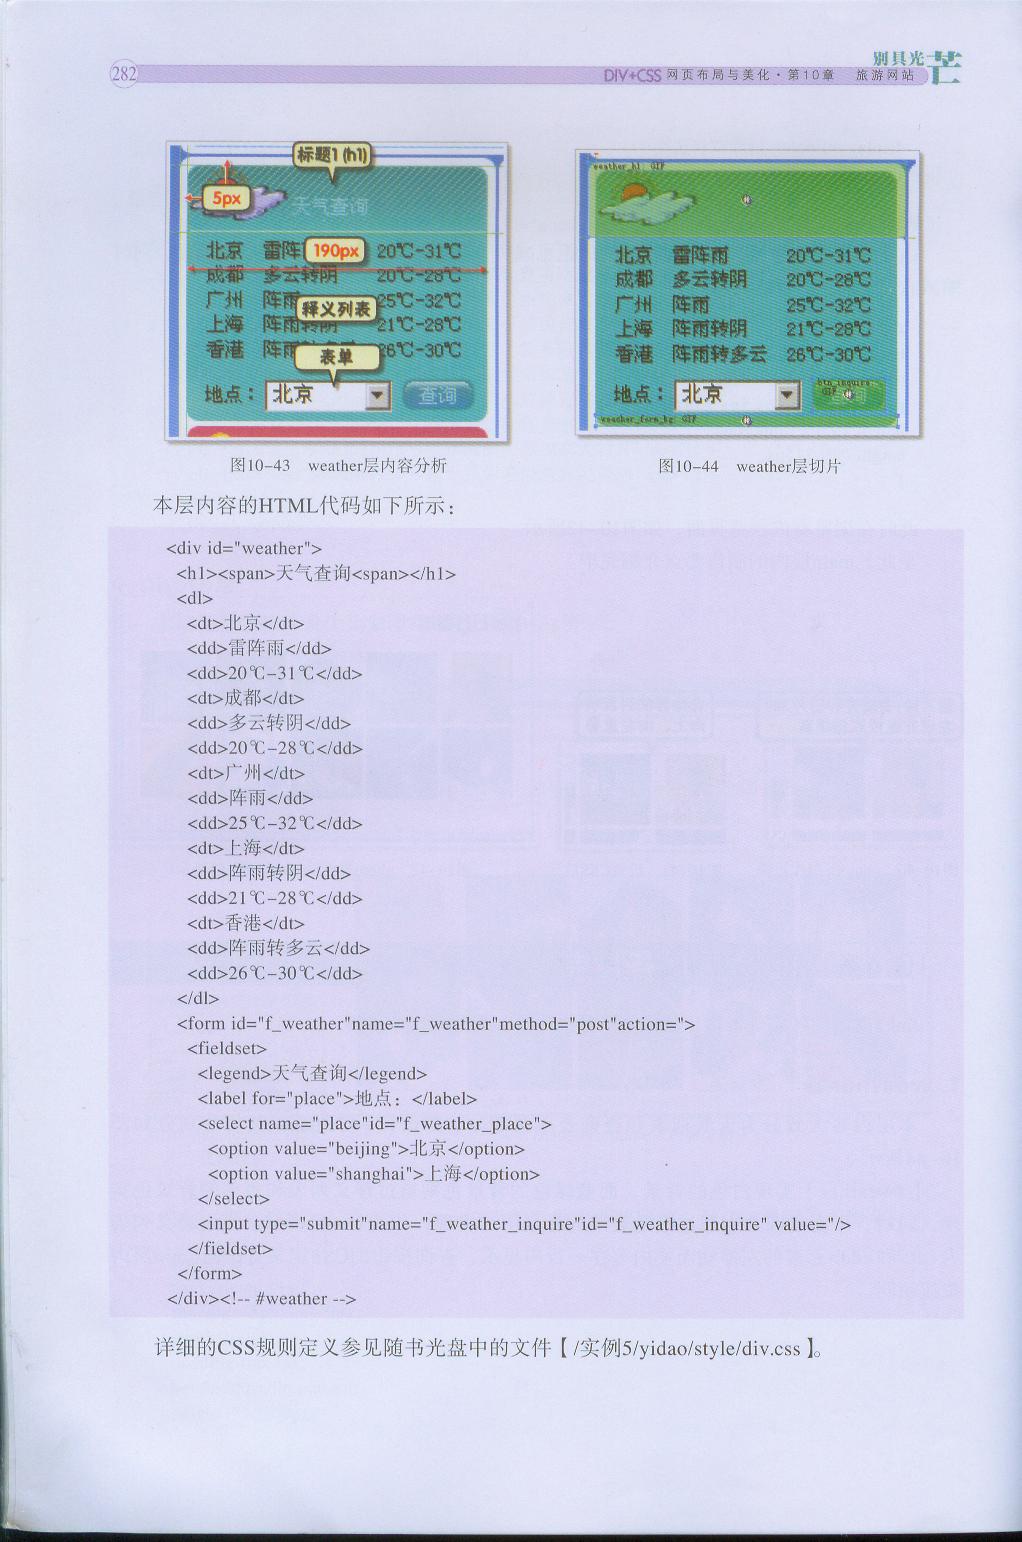 282
别具光芒
DIV+CSS 网页布局与美化·第10章 旅游网站
标题1 (h1)
5px
天气查询
北京 雷阵 190px 20℃-31℃
成都 多云转阴 20℃-28℃
广州 阵雨 25℃-32℃
释义列表
上海 阵雨转阴 21℃-28℃
香港 阵雨转多云 26℃-30℃
表单
地点： 北京 查询
weather_h1 GIF
北京 雷阵雨 20℃-31℃
成都 多云转阴 20℃-28℃
广州 阵雨 25℃-32℃
上海 阵雨转阴 21℃-28℃
香港 阵雨转多云 26℃-30℃
btn_inquire
GIF
地点： 北京
weather_form_bg GIF
图10-43 weather层内容分析
图10-44 weather层切片
本层内容的HTML代码如下所示：
<div id="weather">
<h1><span>天气查询<span></h1>
<dl>
<dt>北京</dt>
<dd>雷阵雨</dd>
<dd>20℃-31℃</dd>
<dt>成都</dt>
<dd>多云转阴</dd>
<dd>20℃-28℃</dd>
<dt>广州</dt>
<dd>阵雨</dd>
<dd>25℃-32℃</dd>
<dt>上海</dt>
<dd>阵雨转阴</dd>
<dd>21℃-28℃</dd>
<dt>香港</dt>
<dd>阵雨转多云</dd>
<dd>26℃-30℃</dd>
</dl>
<form id="f_weather"name="f_weather"method="post"action=">
<fieldset>
<legend>天气查询</legend>
<label for="place">地点：</label>
<select name="place"id="f_weather_place">
<option value="beijing">北京</option>
<option value="shanghai">上海</option>
</select>
<input type="submit"name="f_weather_inquire"id="f_weather_inquire" value="/>
</fieldset>
</form>
</div><!-- #weather -->
详细的CSS规则定义参见随书光盘中的文件【/实例5/yidao/style/div.css】。